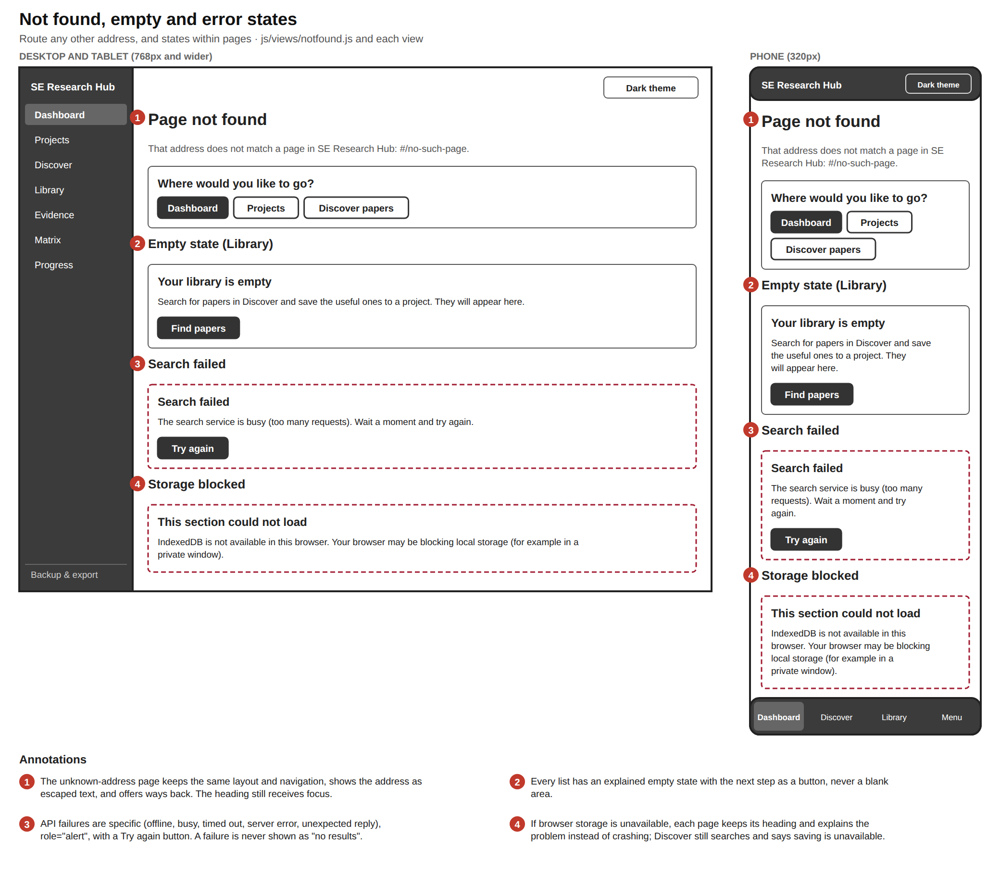 Not found, empty and error states
Route any other address, and states within pages · js/views/notfound.js and each view
DESKTOP AND TABLET (768px and wider)
SE Research Hub
Dashboard
Projects
Discover
Library
Evidence
Matrix
Progress
Backup & export
Dark theme
1 Page not found
That address does not match a page in SE Research Hub: #/no-such-page.
Where would you like to go?
Dashboard Projects Discover papers
2 Empty state (Library)
Your library is empty
Search for papers in Discover and save the useful ones to a project. They will appear here.
Find papers
3 Search failed
Search failed
The search service is busy (too many requests). Wait a moment and try again.
Try again
4 Storage blocked
This section could not load
IndexedDB is not available in this browser. Your browser may be blocking local storage (for example in a
private window).
PHONE (320px)
SE Research Hub Dark theme
1 Page not found
That address does not match a page in SE
Research Hub: #/no-such-page.
Where would you like to go?
Dashboard Projects
Discover papers
2 Empty state (Library)
Your library is empty
Search for papers in Discover and save
the useful ones to a project. They
will appear here.
Find papers
3 Search failed
Search failed
The search service is busy (too many
requests). Wait a moment and try
again.
Try again
4 Storage blocked
This section could not load
IndexedDB is not available in this
browser. Your browser may be blocking
local storage (for example in a
private window).
Dashboard Discover Library Menu
Annotations
1 The unknown-address page keeps the same layout and navigation, shows the address as
escaped text, and offers ways back. The heading still receives focus.
2 Every list has an explained empty state with the next step as a button, never a blank
area.
3 API failures are specific (offline, busy, timed out, server error, unexpected reply),
role="alert", with a Try again button. A failure is never shown as "no results".
4 If browser storage is unavailable, each page keeps its heading and explains the
problem instead of crashing; Discover still searches and says saving is unavailable.